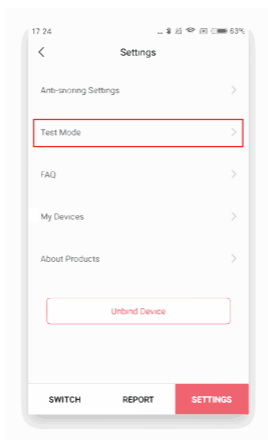 17 24 63%
Settings
Anti-snoring Settings
Test Mode
FAQ
My Devices
About Products
Unbind Device
SWITCH REPORT SETTINGS